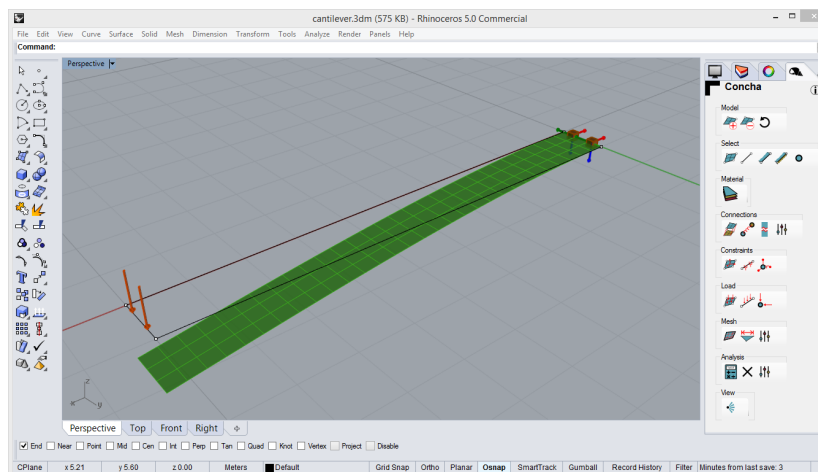 cantilever.3dm (575 KB) - Rhinoceros 5.0 Commercial
File Edit View Curve Surface Solid Mesh Dimension Transform Tools Analyze Render Panels Help
Command:
Perspective
Concha
Model
Select
Material
Connections
Constraints
Load
Mesh
Analysis
View
z
x
y
Perspective Top Front Right
End Near Point Mid Cen Int Perp Tan Quad Knot Vertex Project Disable
CPlane x 5.21 y 5.60 z 0.00 Meters Default Grid Snap Ortho Planar Osnap SmartTrack Gumball Record History Filter Minutes from last save: 3